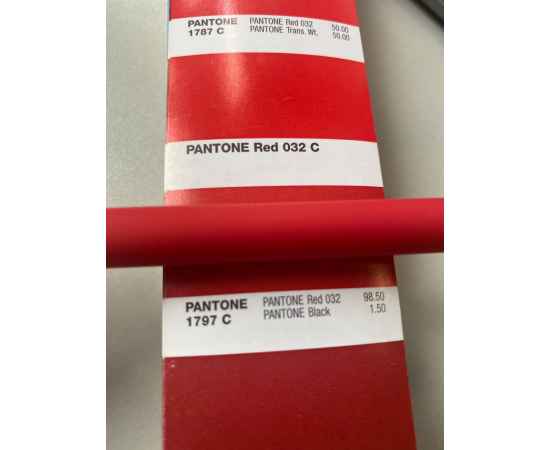 PANTONE PANTONE Red 032 50.00
1787 C PANTONE Trans. Wt. 50.00
PANTONE Red 032 C
PANTONE PANTONE Red 032 98.50
1797 C PANTONE Black 1.50